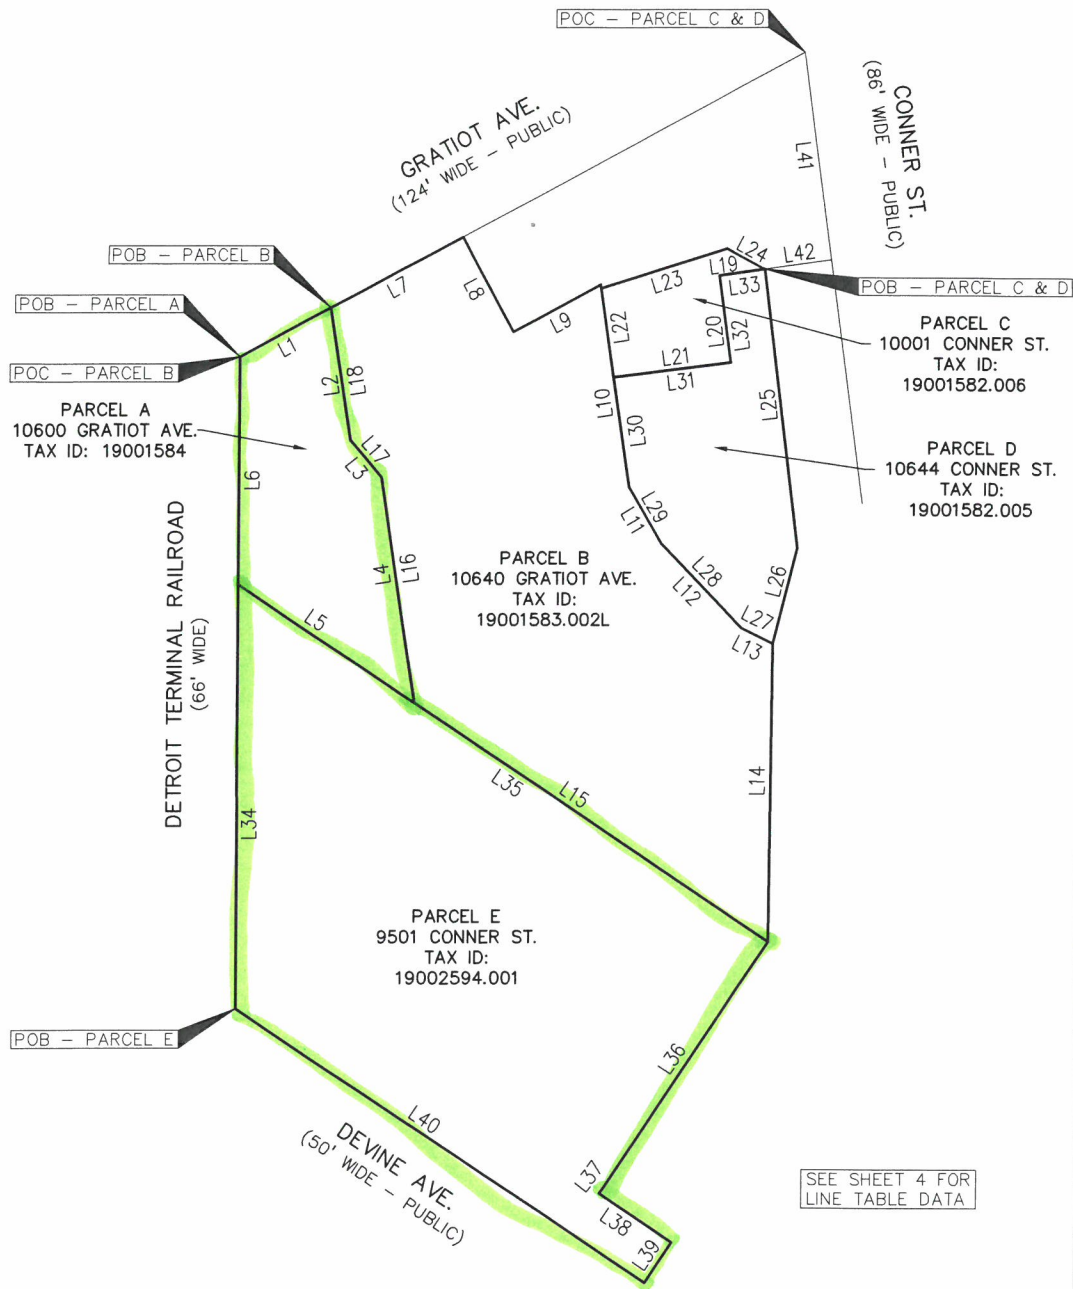 POC - PARCEL C & D
GRATIOT AVE.
(124' WIDE - PUBLIC)
CONNER ST.
(86' WIDE - PUBLIC)
L41
POB - PARCEL B
L7
L8
L9
L23
L24
L19
L42
L33
POB - PARCEL A
POB - PARCEL C & D
L1
L22
L20
L32
PARCEL C
10001 CONNER ST.
TAX ID:
19001582.006
POC - PARCEL B
L2
L18
L21
L31
L10
L30
L25
PARCEL A
10600 GRATIOT AVE.
TAX ID: 19001584
L17
L3
L6
PARCEL D
10644 CONNER ST.
TAX ID:
19001582.005
L29
L11
DETROIT TERMINAL RAILROAD
(66' WIDE)
L4
L16
PARCEL B
10640 GRATIOT AVE.
TAX ID:
19001583.002L
L28
L12
L26
L27
L13
L5
L35
L15
L14
L34
PARCEL E
9501 CONNER ST.
TAX ID:
19002594.001
POB - PARCEL E
L36
L40
DEVINE AVE.
(50' WIDE - PUBLIC)
L37
L38
L39
SEE SHEET 4 FOR
LINE TABLE DATA